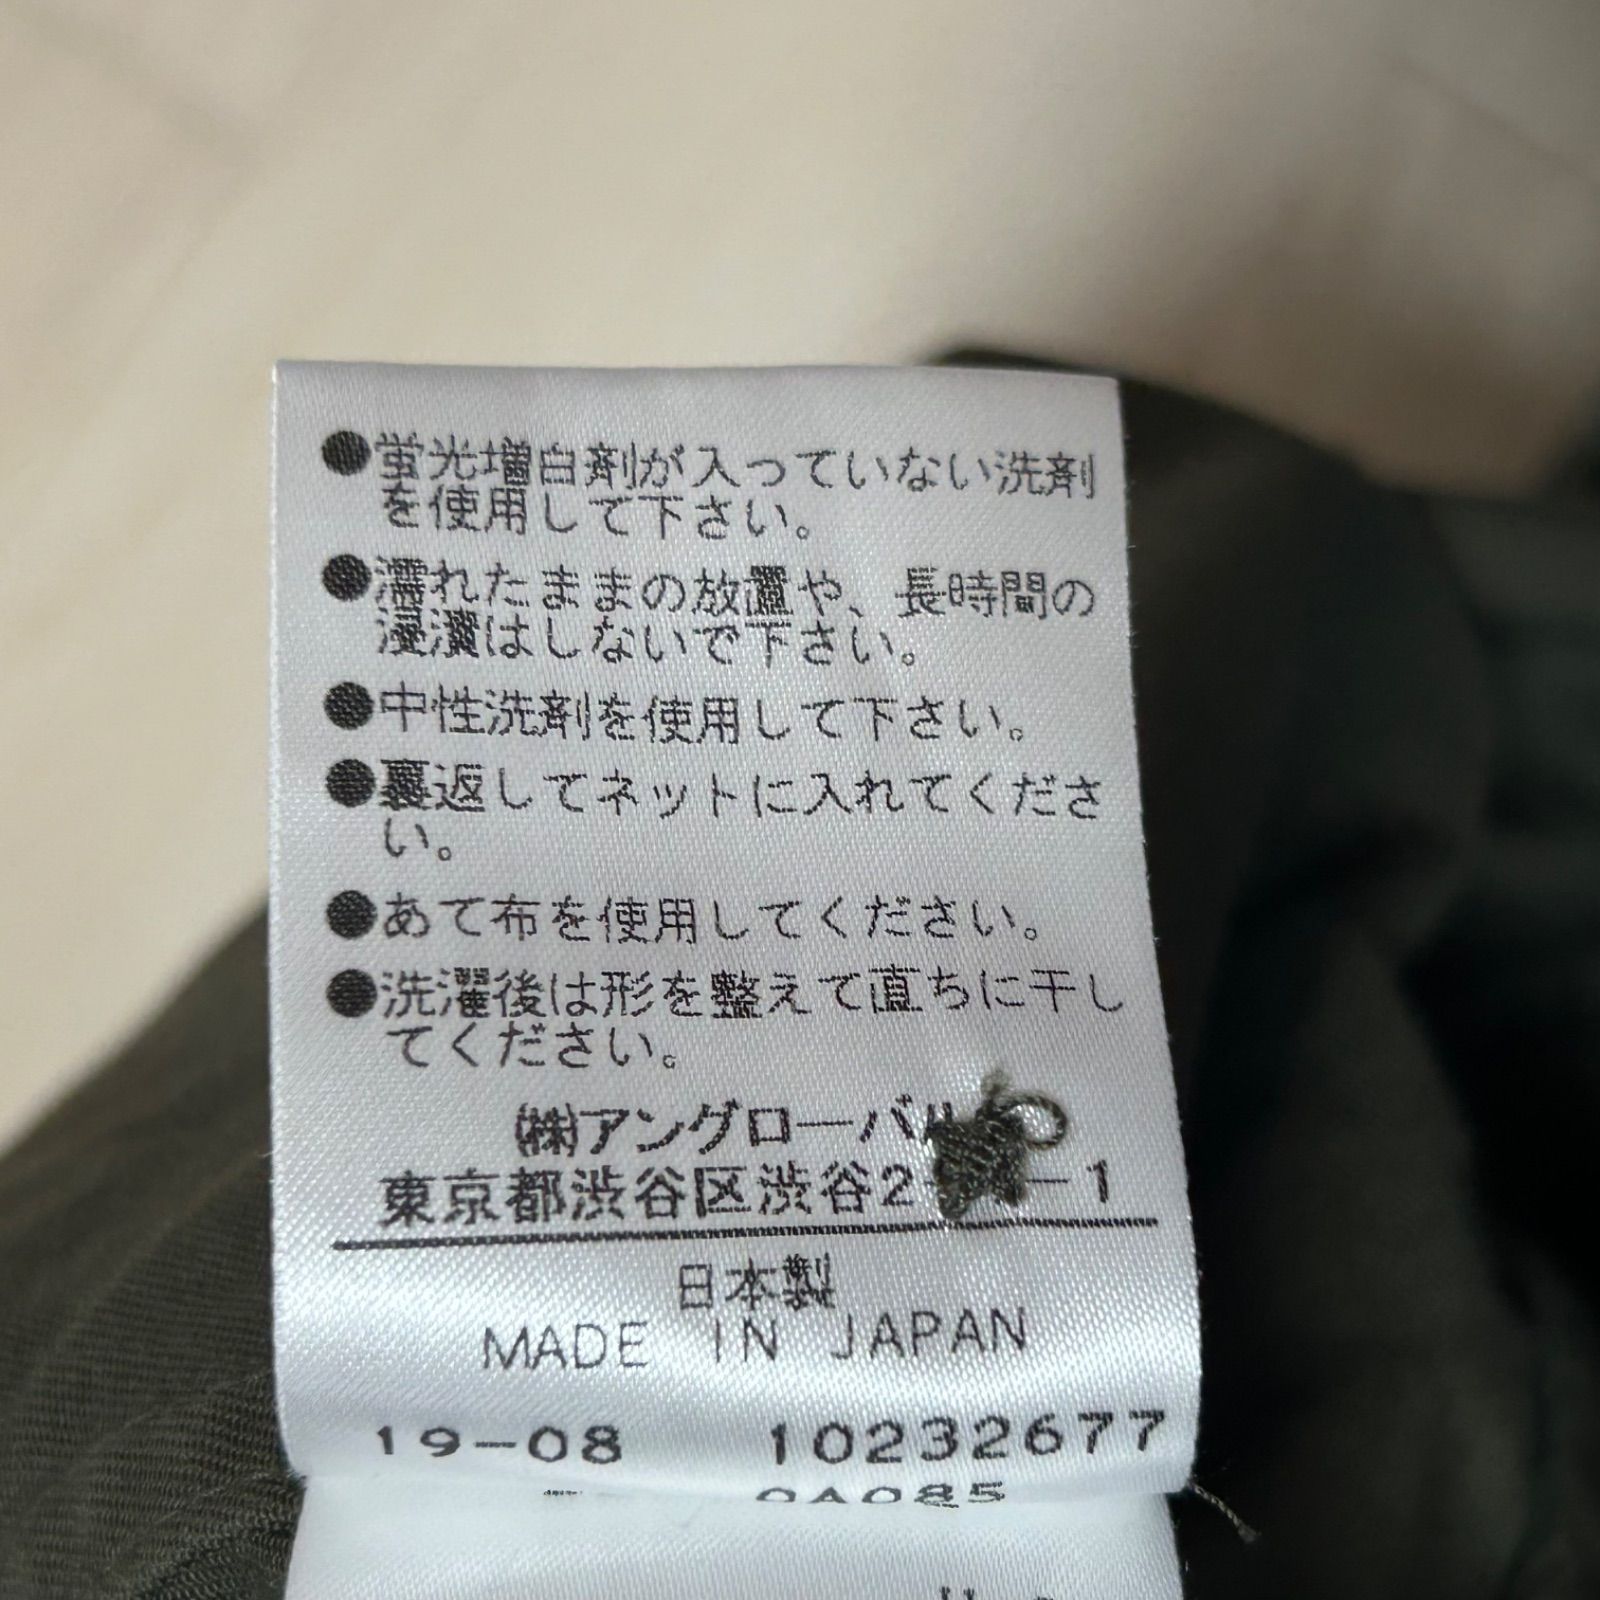 ●蛍光増白剤が入っていない洗剤
を使用して下さい。
●濡れたままの放置や、長時間の
浸漬はしないで下さい。
●中性洗剤を使用して下さい。
●裏返してネットに入れてくださ
い。
●あて布を使用してください。
●洗濯後は形を整えて直ちに干し
てください。
(株)アングローバル
東京都渋谷区渋谷2 -1
日本製
MADE IN JAPAN
19-08 10232677